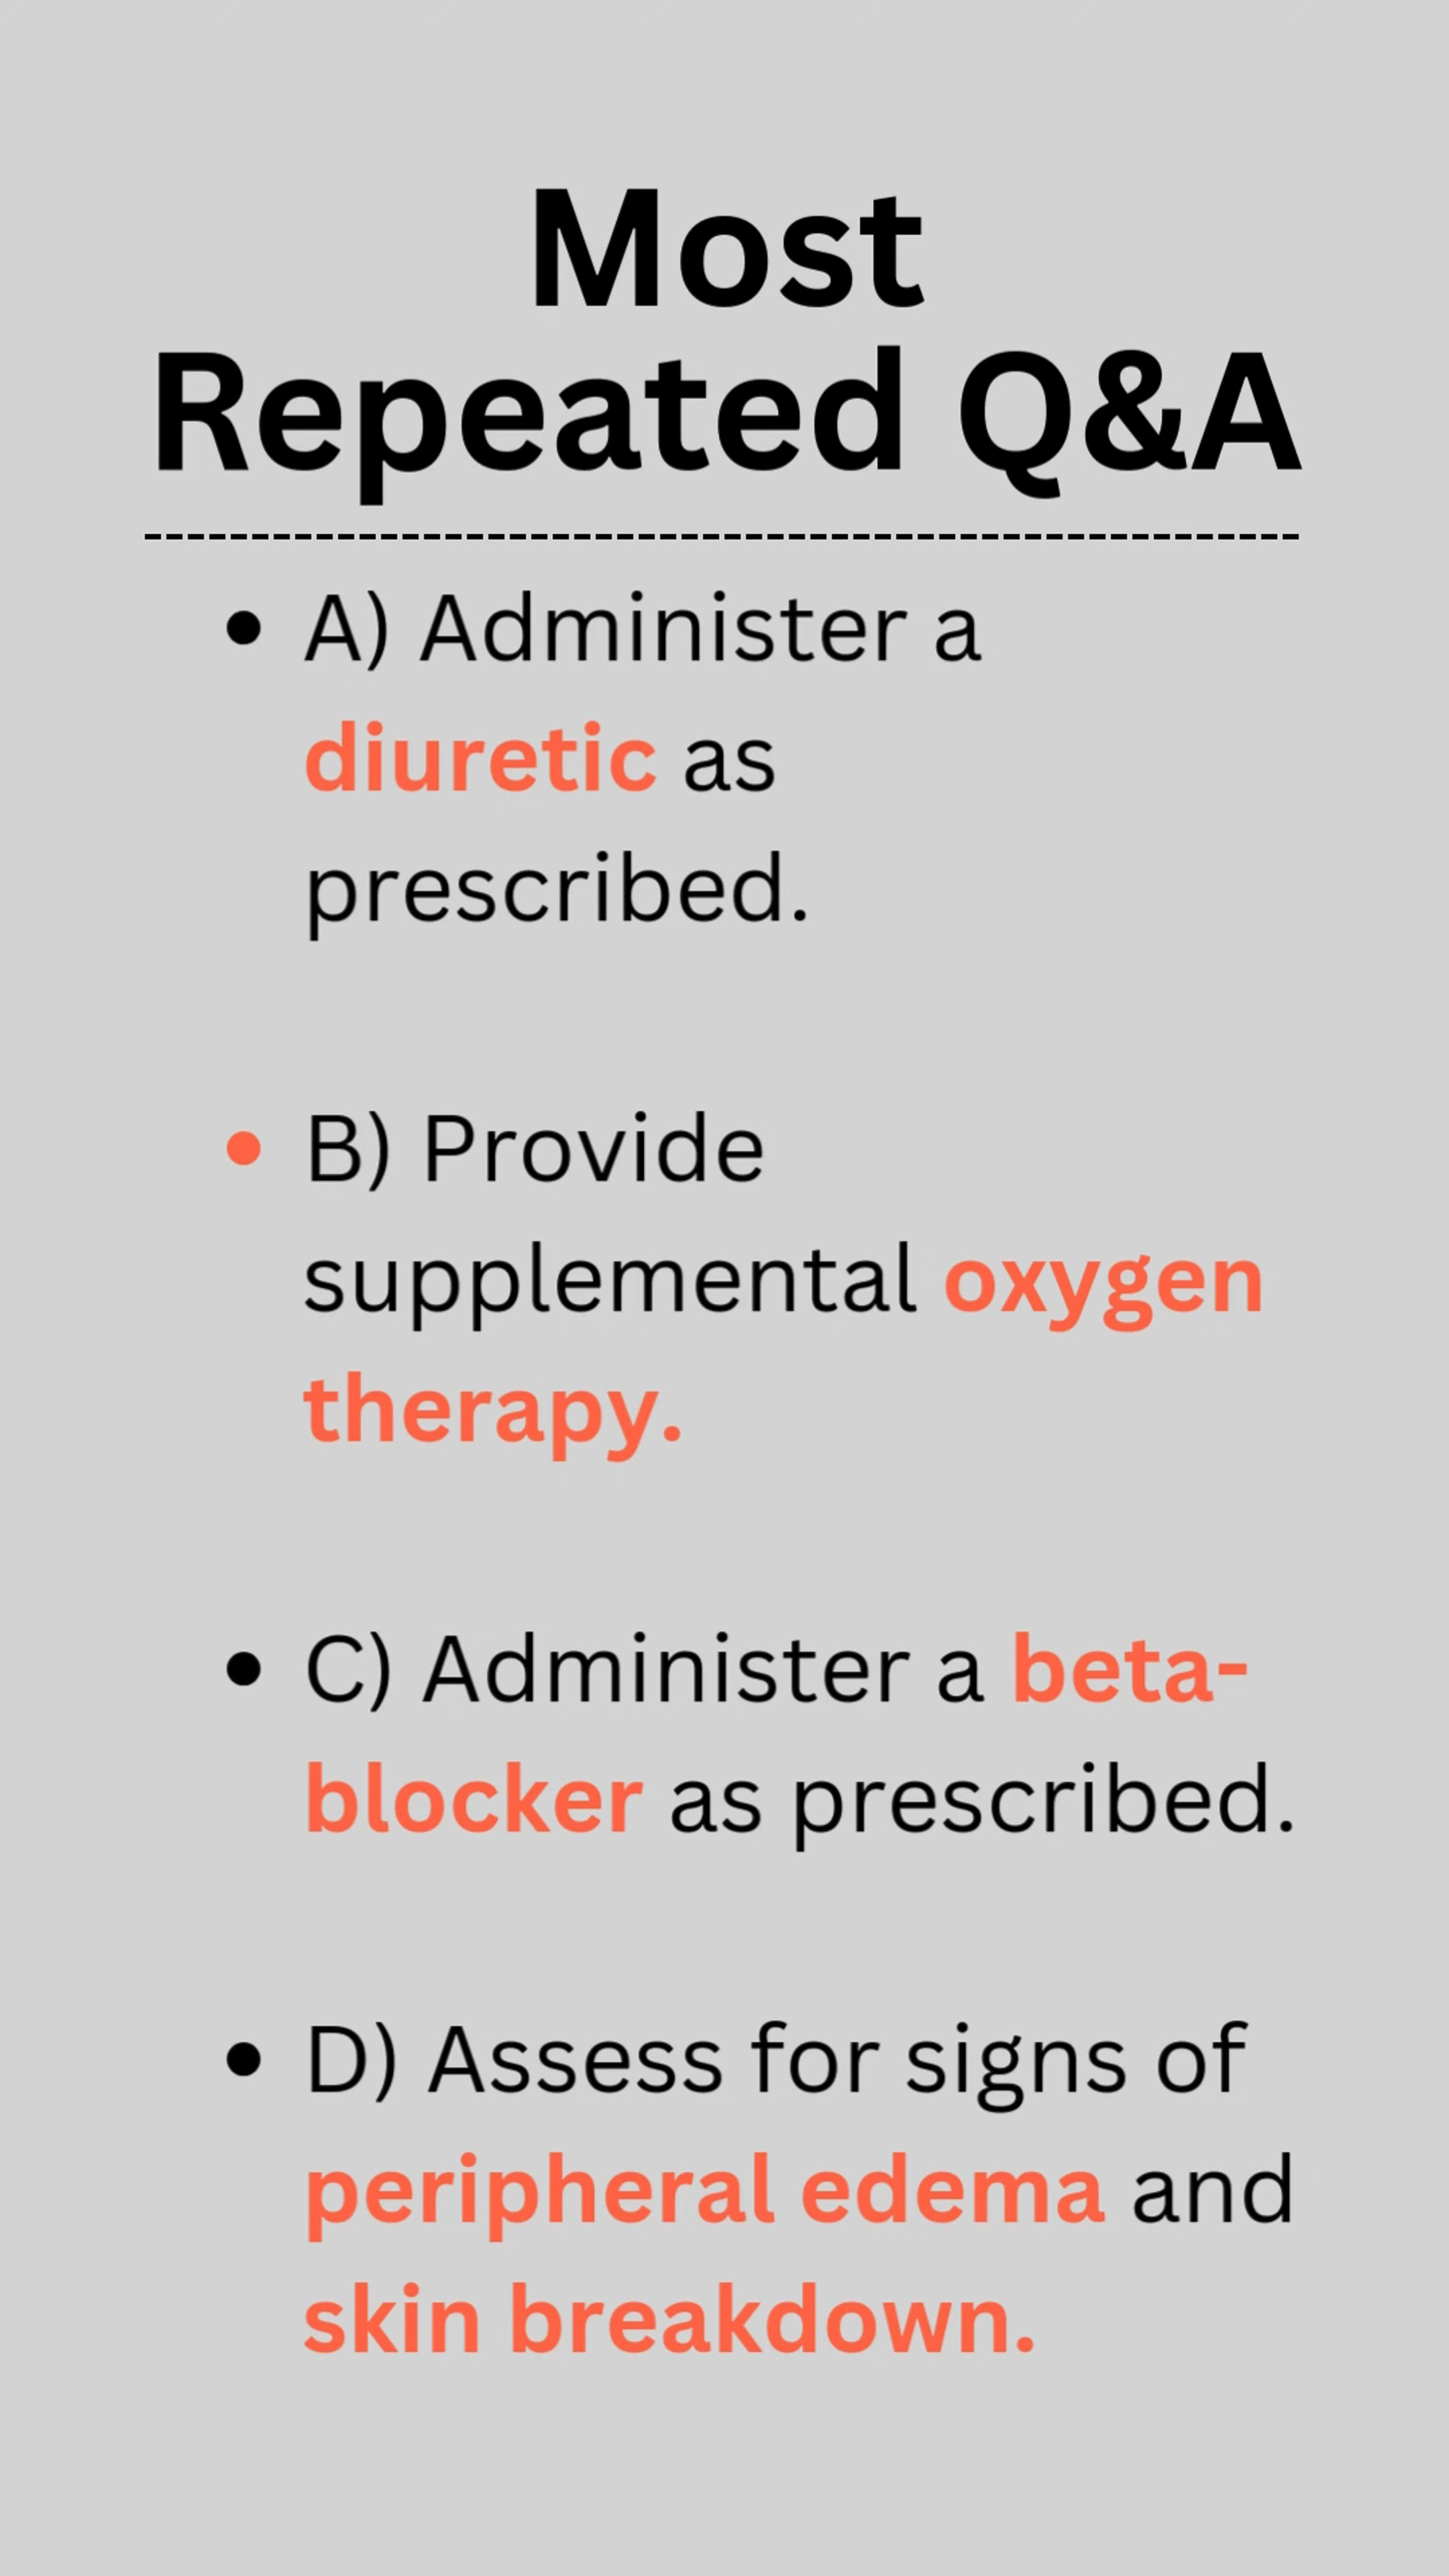 Most
Repeated Q&A
• A) Administer a
diuretic as
prescribed.
• B) Provide
supplemental oxygen
therapy.
• C) Administer a beta-
blocker as prescribed.
• D) Assess for signs of
peripheral edema and
skin breakdown.